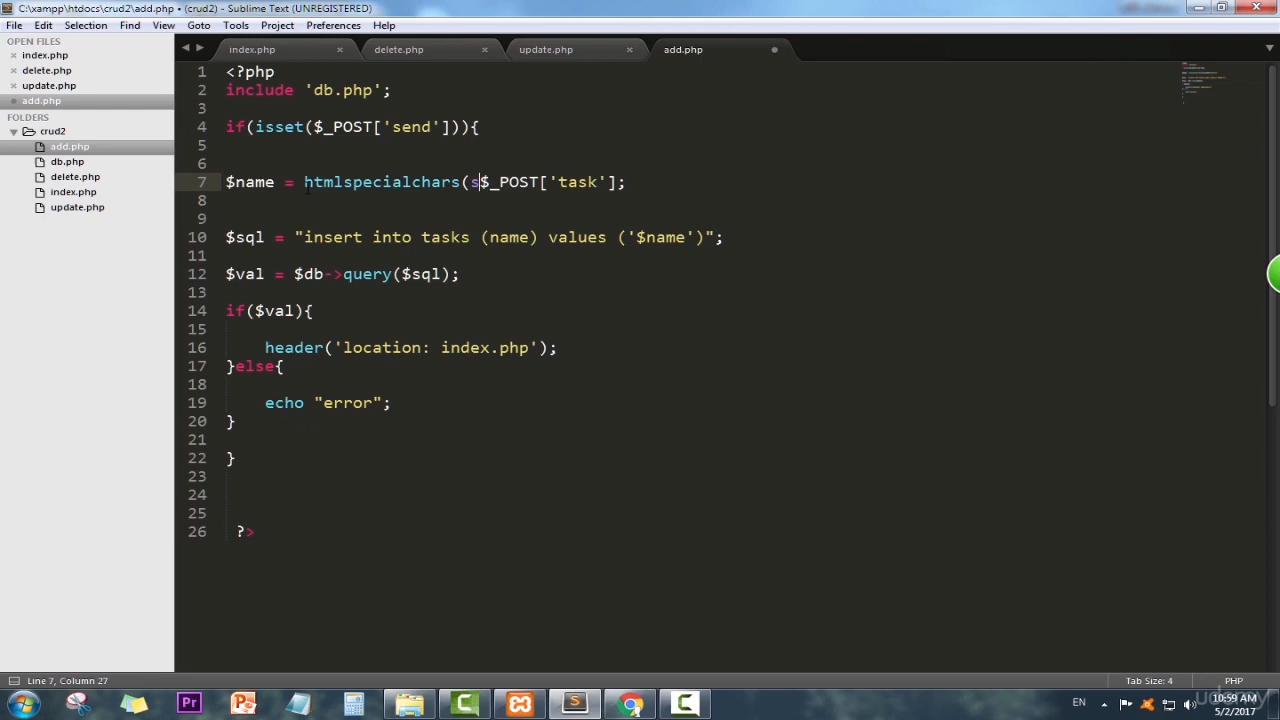 C:\xampp\htdocs\crud2\add.php • (crud2) - Sublime Text (UNREGISTERED)
File Edit Selection Find View Goto Tools Project Preferences Help
OPEN FILES
index.php
delete.php
update.php
add.php
FOLDERS
crud2
add.php
db.php
delete.php
index.php
update.php
index.php delete.php update.php add.php
1 <?php
2 include 'db.php';
3
4 if(isset($_POST['send'])){
5
6
7 $name = htmlspecialchars(s$_POST['task'];
8
9
10 $sql = "insert into tasks (name) values ('$name')";
11
12 $val = $db->query($sql);
13
14 if($val){
15
16 header('location: index.php');
17 }else{
18
19 echo "error";
20 }
21
22 }
23
24
25
26 ?>
Line 7, Column 27
Tab Size: 4
PHP
Pr
EN
10:59 AM
5/2/2017
Udemy